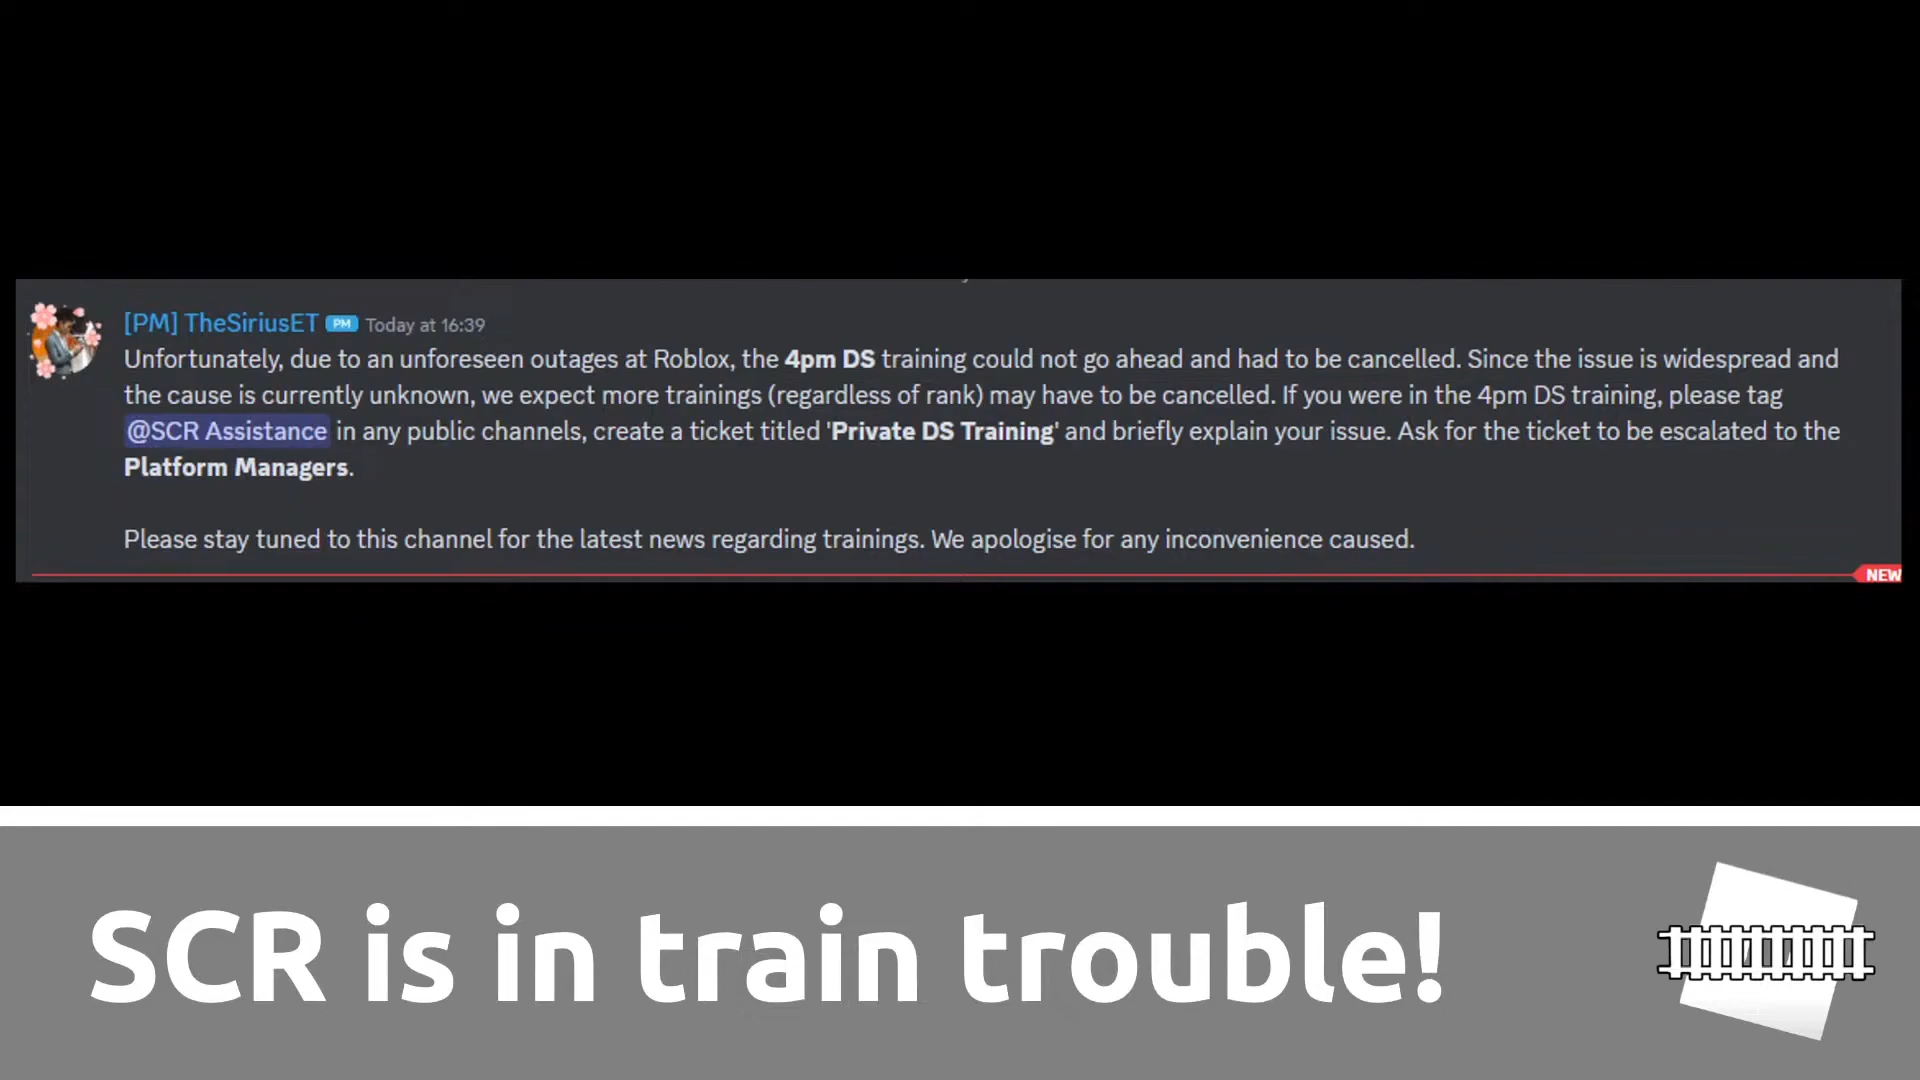 [PM] TheSiriusET PM Today at 16:39
Unfortunately, due to an unforeseen outages at Roblox, the 4pm DS training could not go ahead and had to be cancelled. Since the issue is widespread and
the cause is currently unknown, we expect more trainings (regardless of rank) may have to be cancelled. If you were in the 4pm DS training, please tag
@SCR Assistance in any public channels, create a ticket titled 'Private DS Training' and briefly explain your issue. Ask for the ticket to be escalated to the
Platform Managers.
Please stay tuned to this channel for the latest news regarding trainings. We apologise for any inconvenience caused.
NEW
SCR is in train trouble!